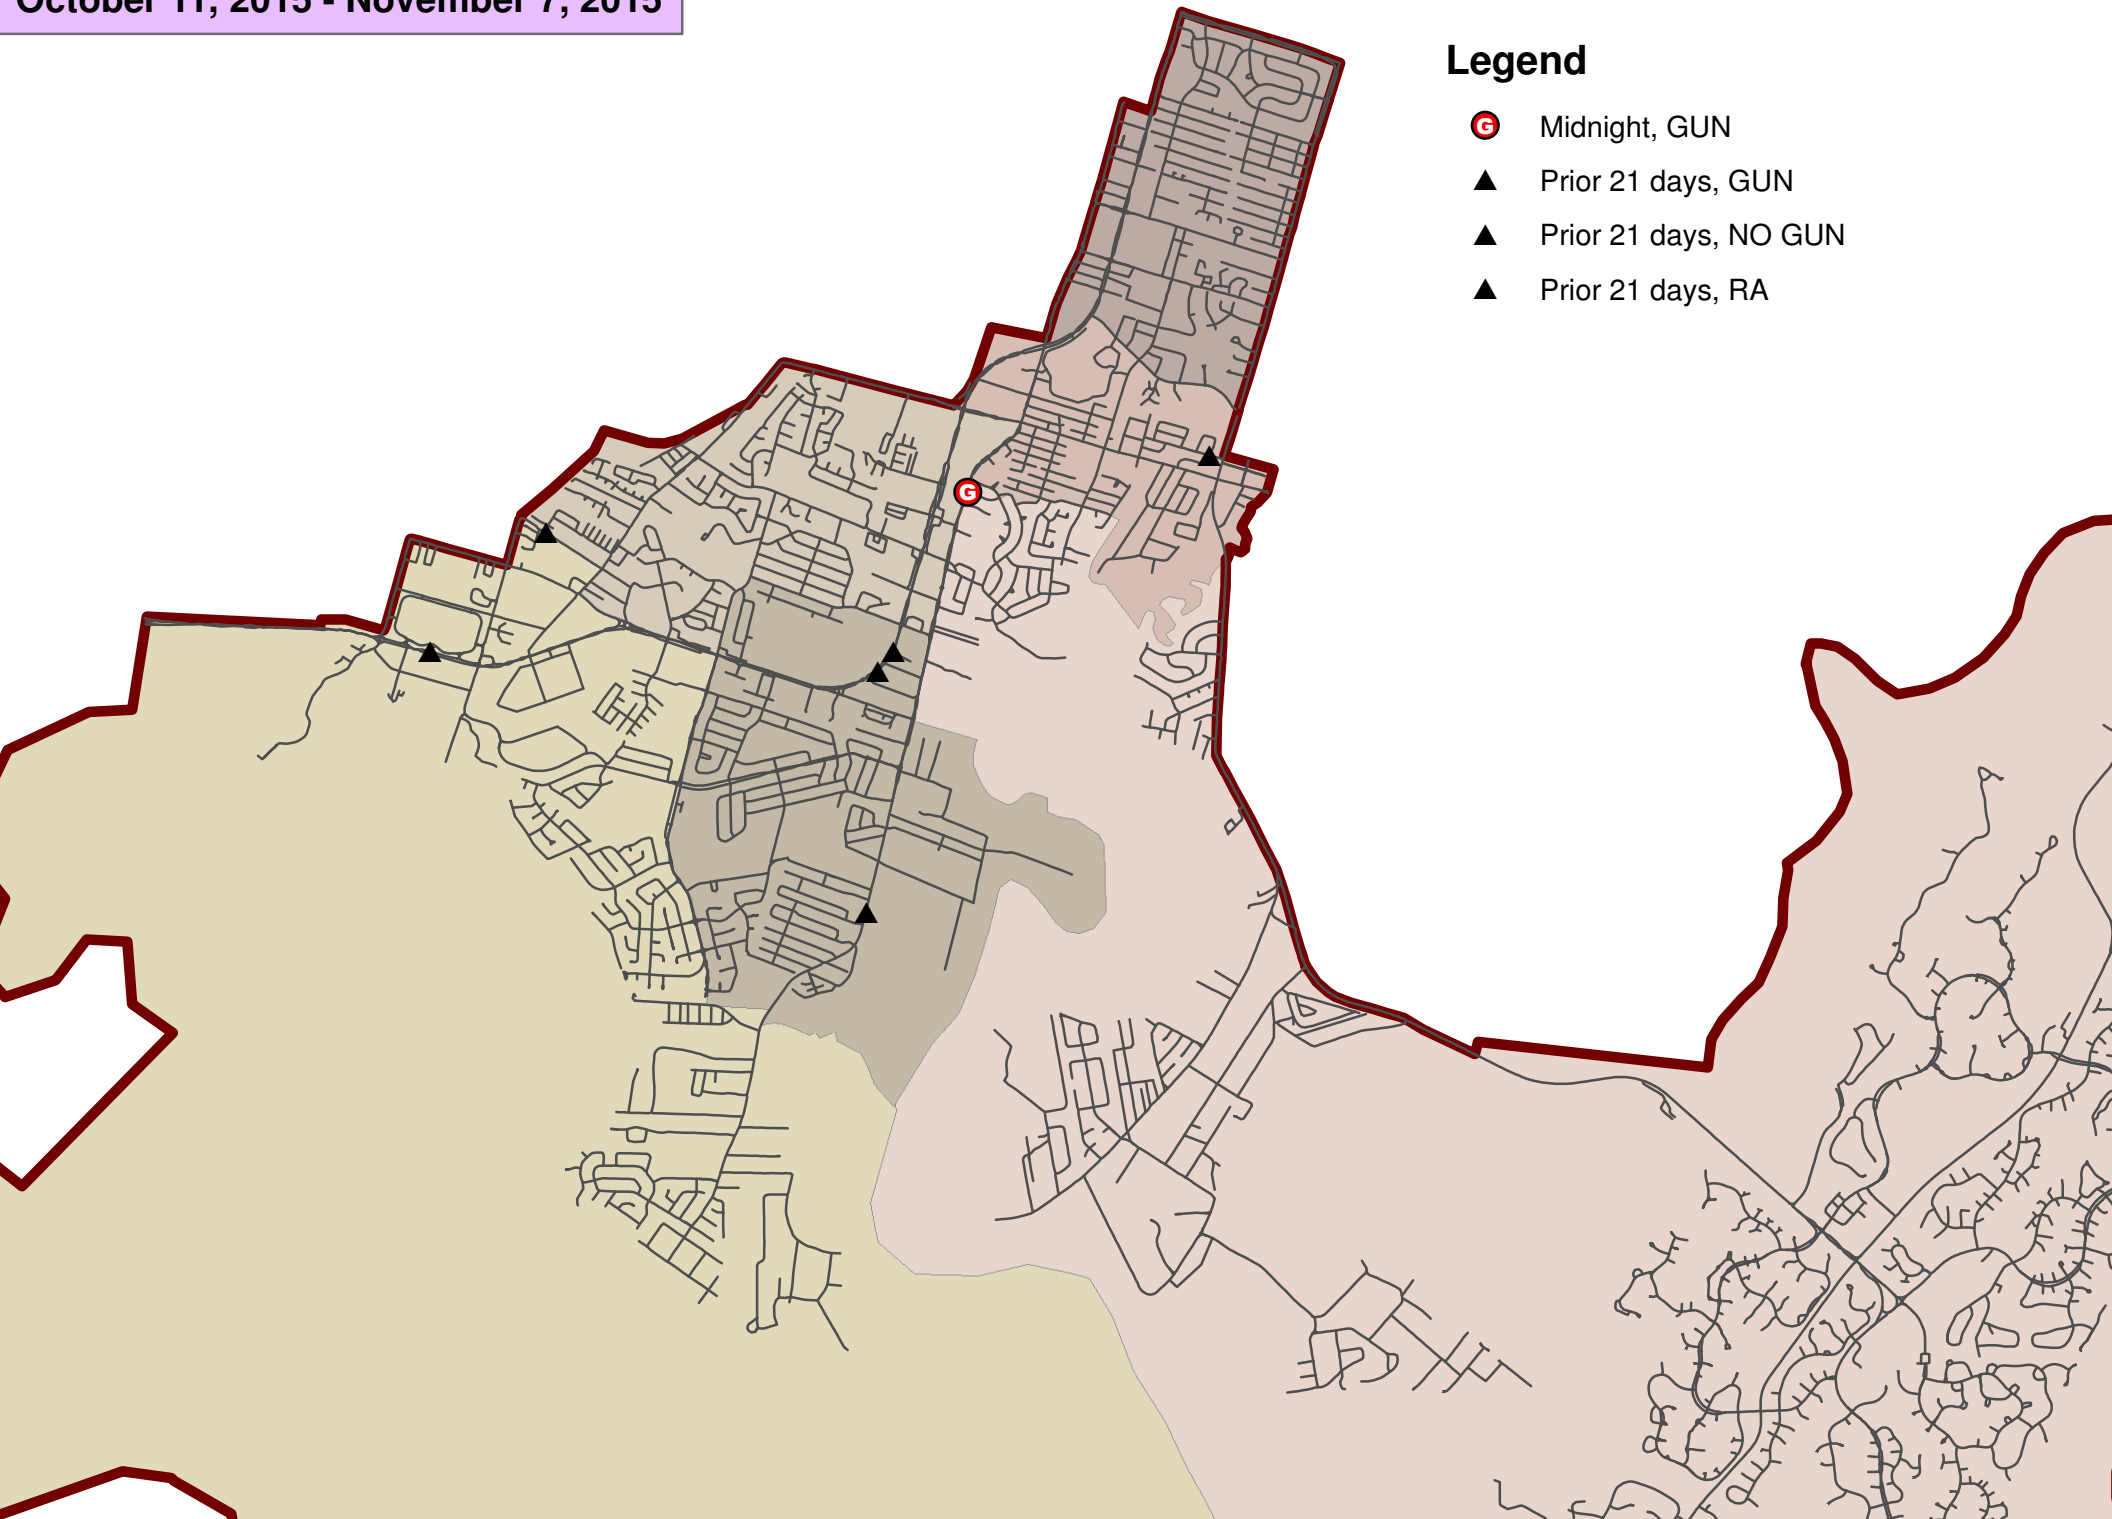 October 11, 2015 - November 7, 2015
Legend
G Midnight, GUN
Prior 21 days, GUN
Prior 21 days, NO GUN
Prior 21 days, RA
G